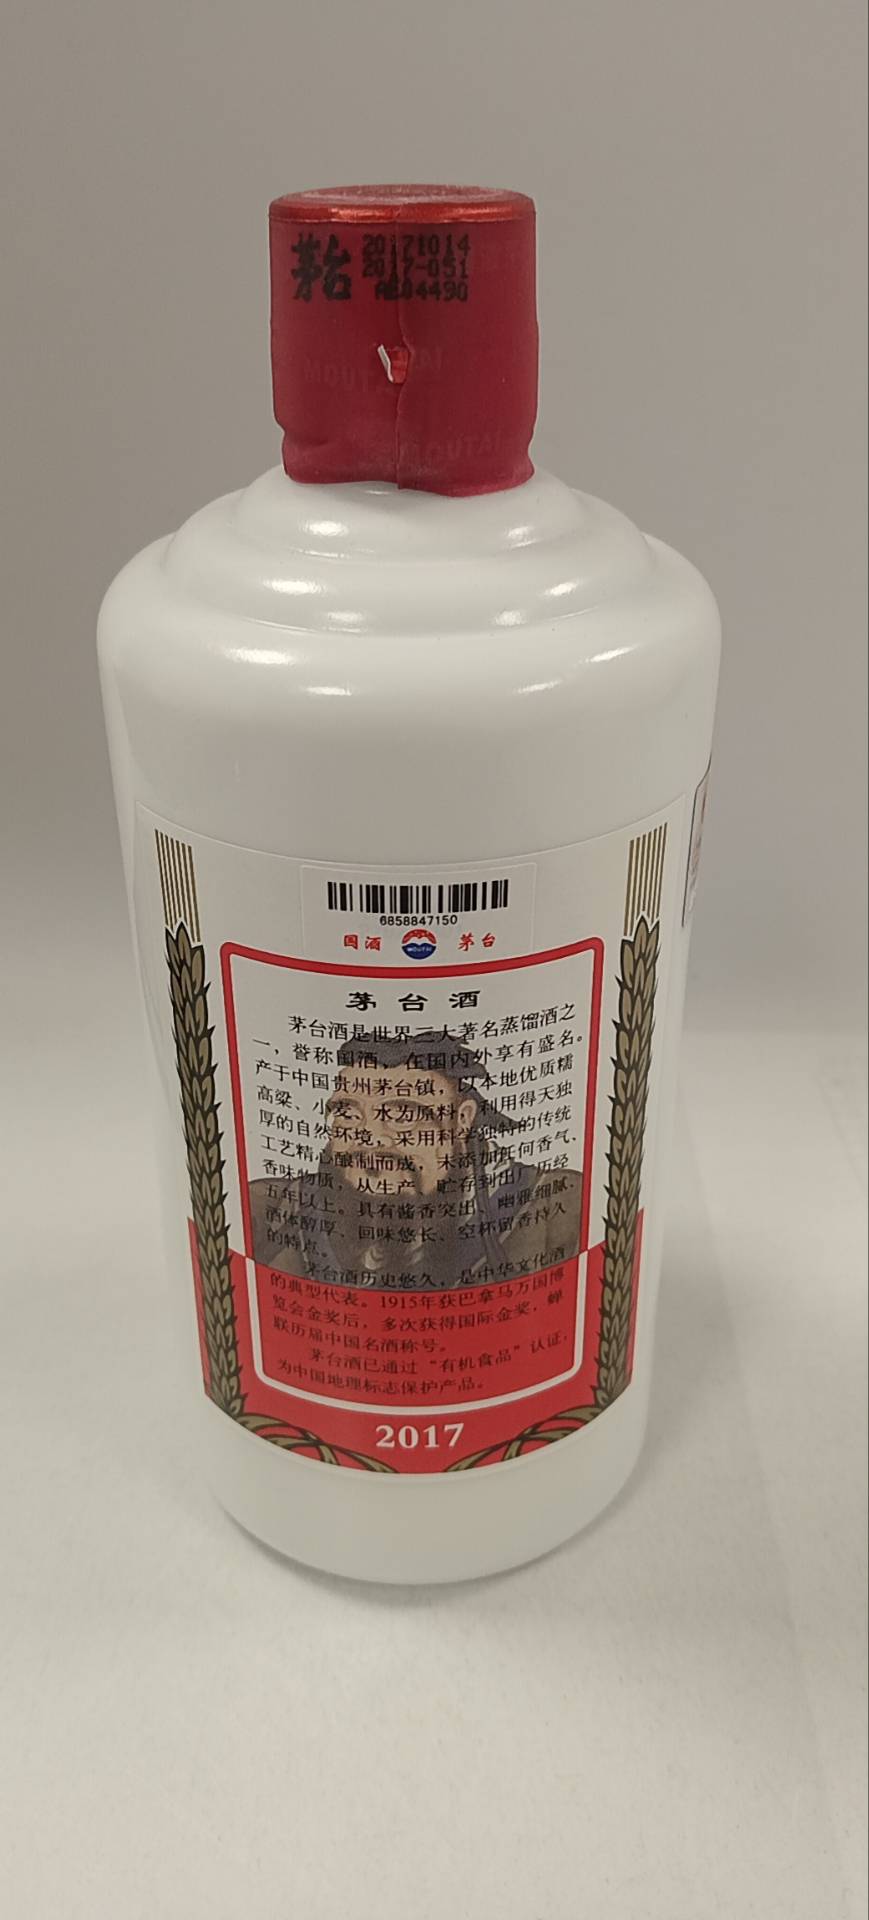 茅台
20171014
2017-051
A204490
MOUTAI
MOUTAI
6858847150
国酒 MOUTAI 茅台
茅台酒
茅台酒是世界三大著名蒸馏酒之
一，誉称国酒，在国内外享有盛名。
产于中国贵州茅台镇，以本地优质糯
高粱、小麦、水为原料，利用得天独
厚的自然环境，采用科学独特的传统
工艺精心酿制而成，未添加任何香气、
香味物质，从生产、贮存到出厂历经
五年以上。具有酱香突出、幽雅细腻、
酒体醇厚、回味悠长、空杯留香持久
的特点。
茅台酒历史悠久，是中华文化酒
的典型代表。1915年获巴拿马万国博
览会金奖后，多次获得国际金奖，蝉
联历届中国名酒称号。
茅台酒已通过“有机食品”认证，
为中国地理标志保护产品。
2017